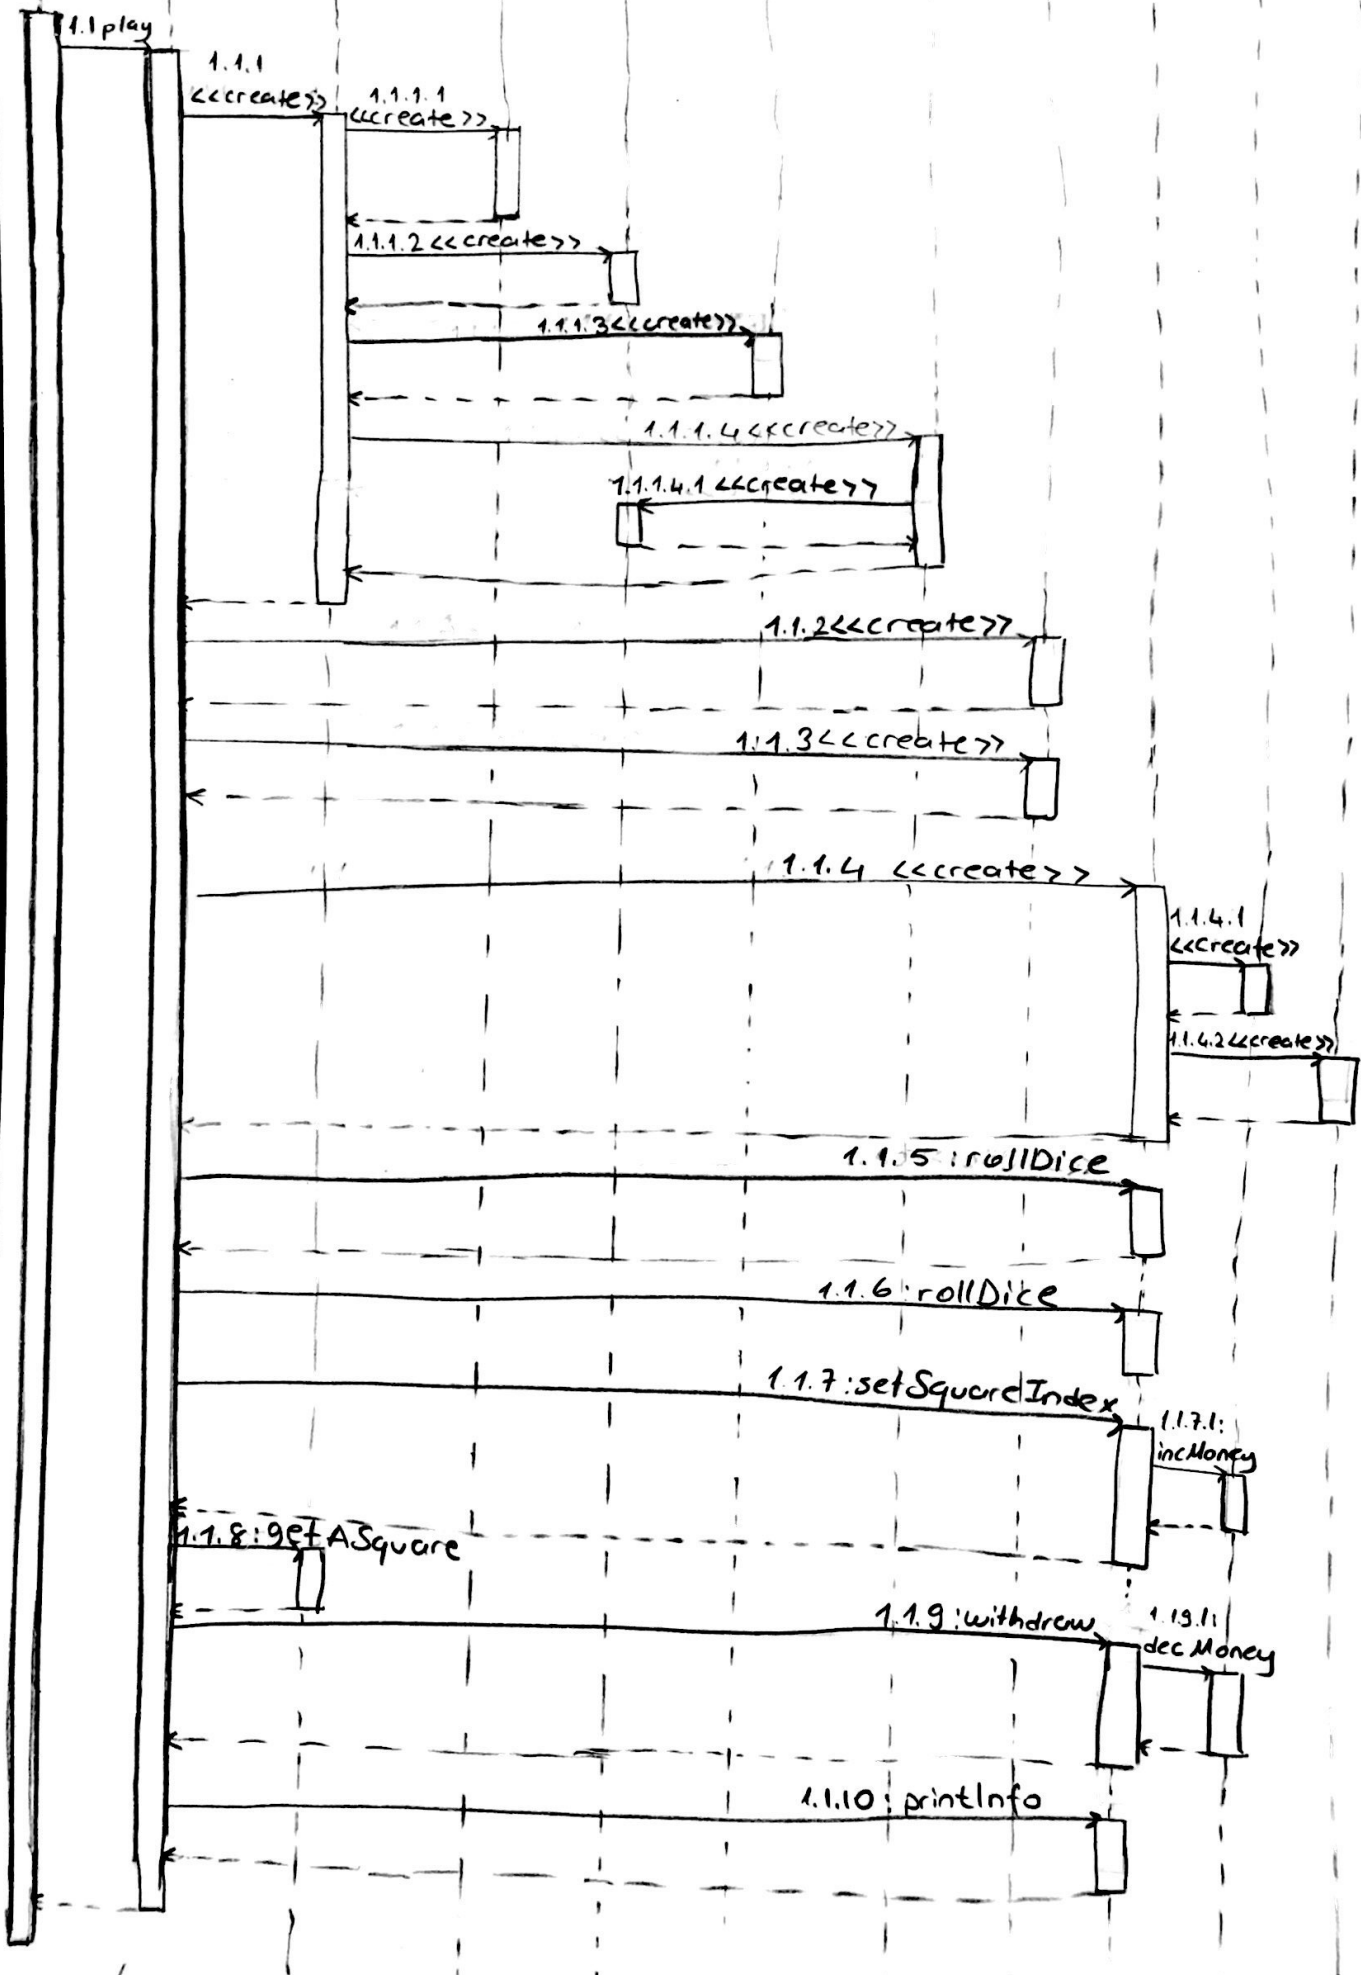 1.1 play
1.1.1
<<create>>
1.1.1.1
<<create>>
1.1.1.2 <<create>>
1.1.1.3 <<create>>
1.1.1.4 <<create>>
1.1.1.4.1 <<create>>
1.1.2 <<create>>
1.1.3 <<create>>
1.1.4 <<create>>
1.1.4.1
<<create>>
1.1.4.2 <<create>>
1.1.5 : rollDice
1.1.6 : rollDice
1.1.7 : setSquareIndex
1.1.7.1:
incMoney
1.1.8 : getASquare
1.1.9 : withdraw
1.1.9.1:
decMoney
1.1.10 : printInfo